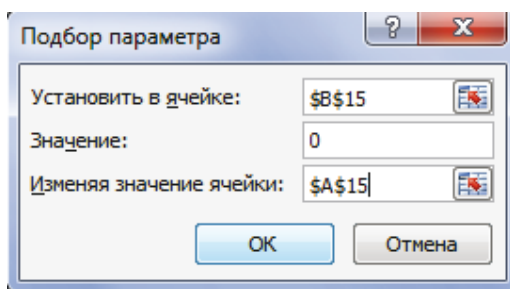 Подбор параметра
Установить в ячейке: $B$15
Значение: 0
Изменяя значение ячейки: $A$15
ОК Отмена